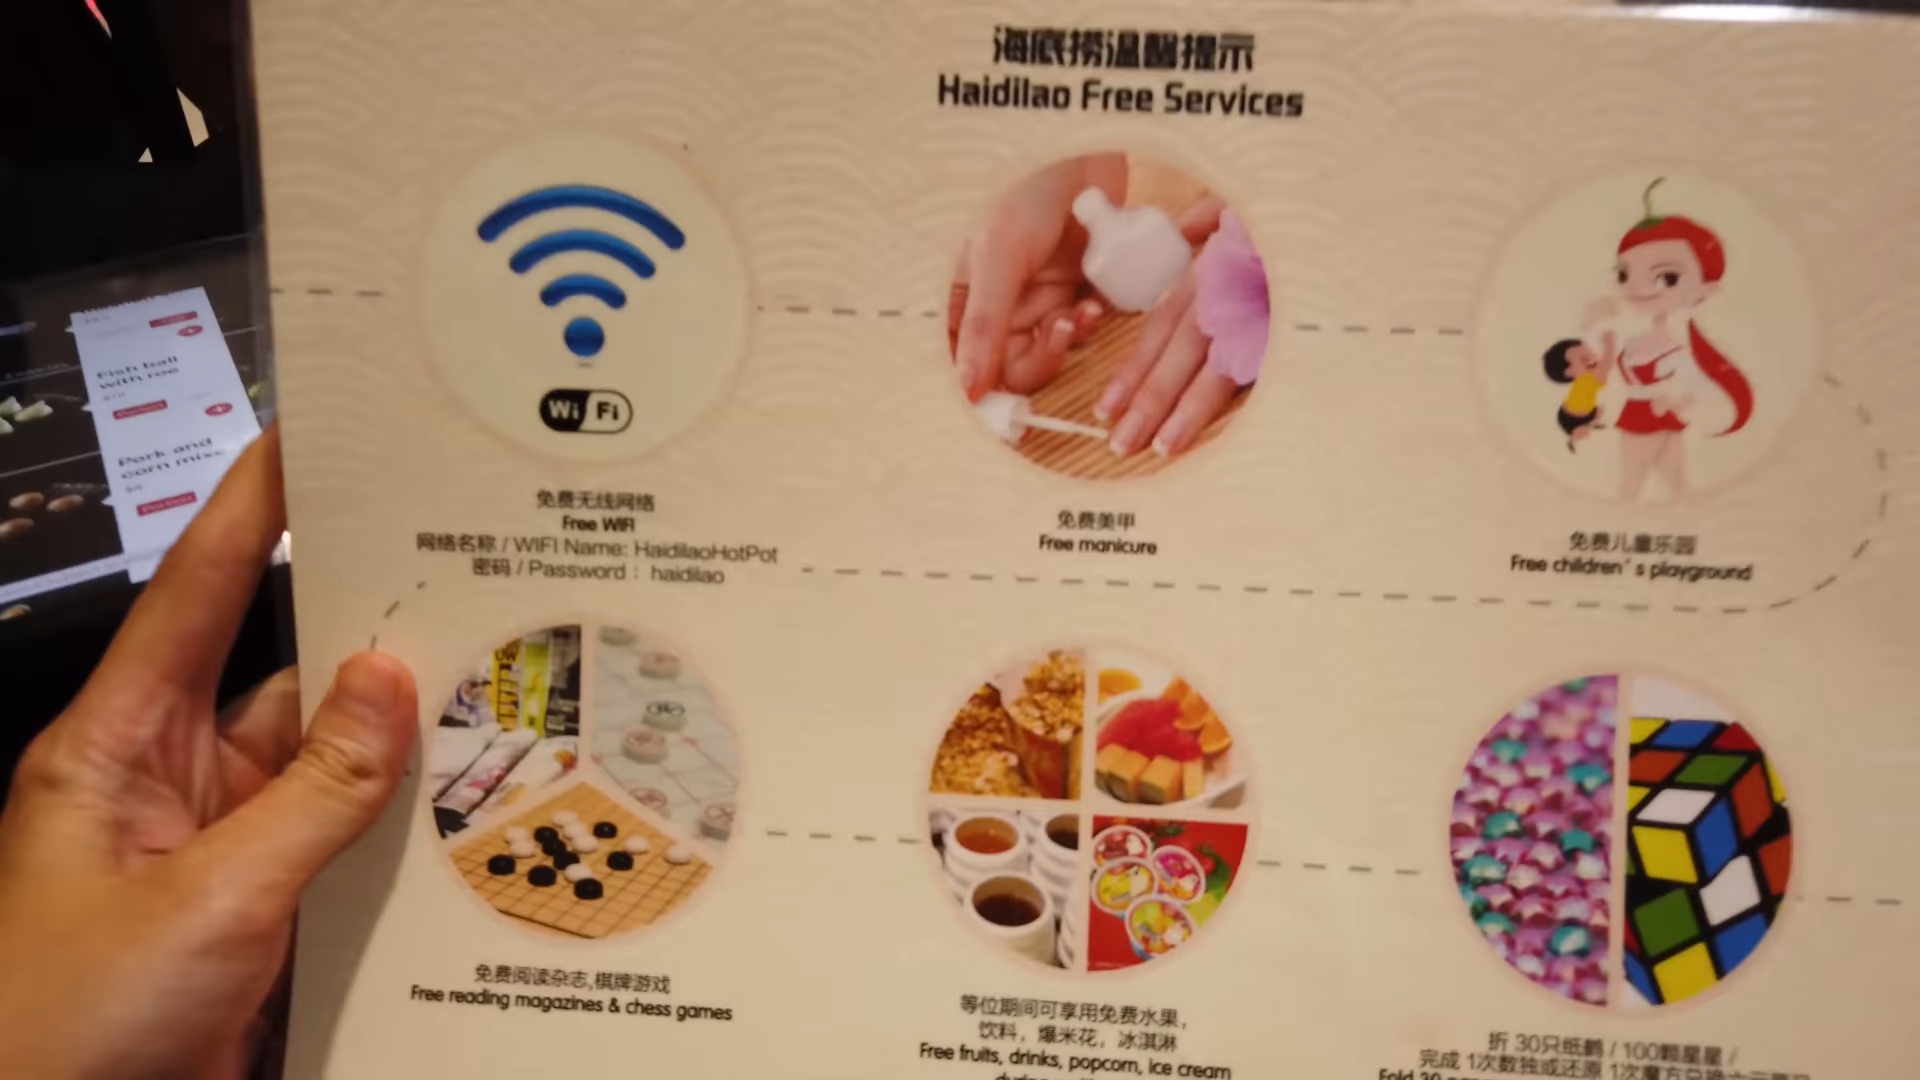 海底捞温馨提示
Haidilao Free Services
Wi Fi
免费无线网络
Free WIFI
网络名称 / WIFI Name: HaidilaoHotPot
密码 / Password : haidilao
免费美甲
Free manicure
免费儿童乐园
Free children's playground
免费阅读杂志,棋牌游戏
Free reading magazines & chess games
等位期间可享用免费水果,
饮料, 爆米花, 冰淇淋
Free fruits, drinks, popcorn, ice cream
折 30只纸鹤 / 100颗星星 /
完成 1次数独或还原 1次魔方
Fold 30
Fish ball
with roe
Pork and
corn